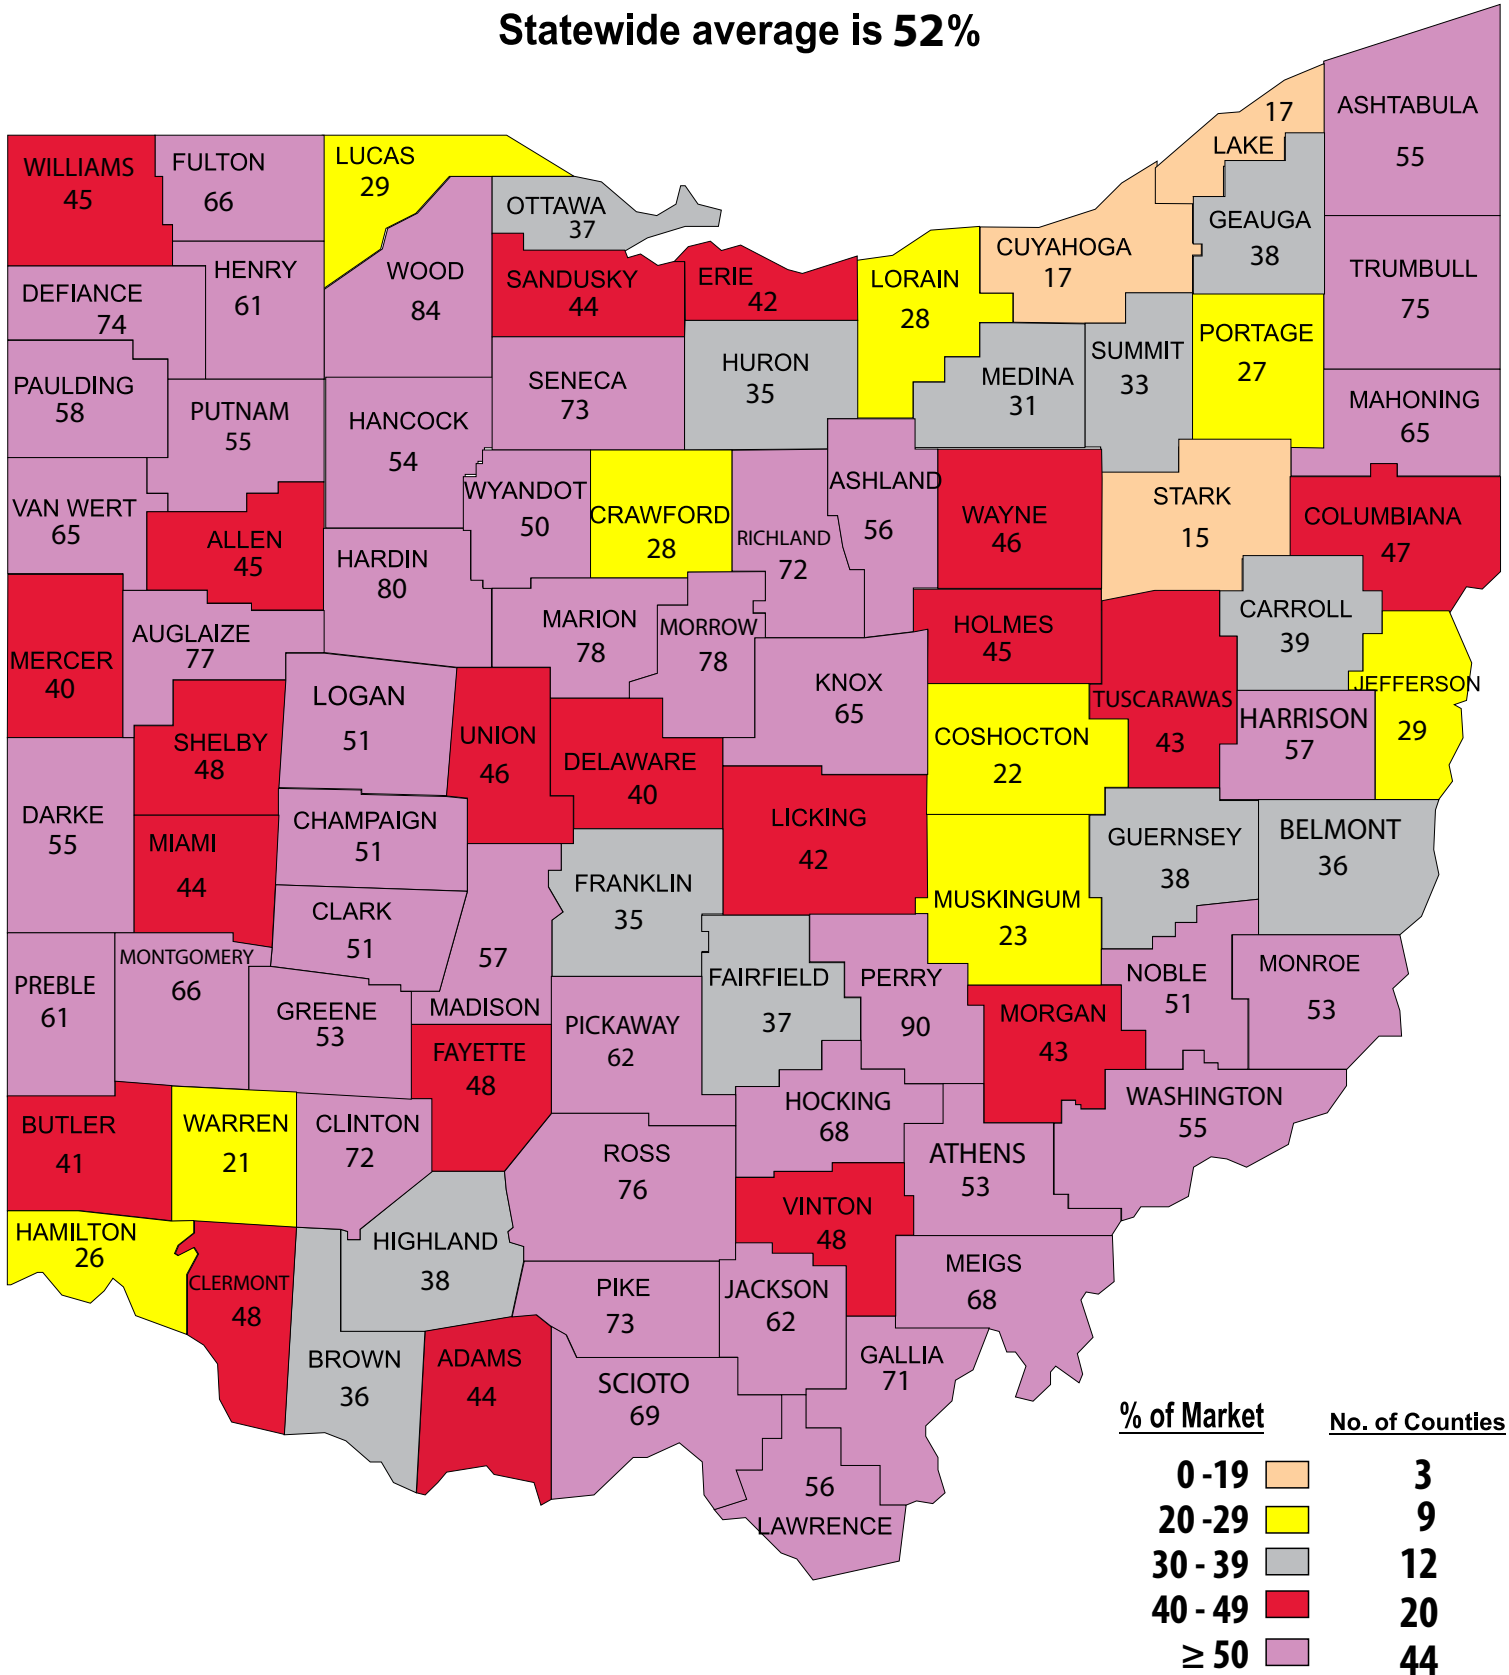 Statewide average is 52%
WILLIAMS
45
FULTON
66
LUCAS
29
OTTAWA
37
LAKE
17
ASHTABULA
55
GEAUGA
38
CUYAHOGA
17
DEFIANCE
74
HENRY
61
WOOD
84
SANDUSKY
44
ERIE
42
LORAIN
28
TRUMBULL
75
PAULDING
58
PUTNAM
55
HANCOCK
54
SENECA
73
HURON
35
MEDINA
31
SUMMIT
33
PORTAGE
27
MAHONING
65
VAN WERT
65
ALLEN
45
HARDIN
80
WYANDOT
50
CRAWFORD
28
RICHLAND
72
ASHLAND
56
WAYNE
46
STARK
15
COLUMBIANA
47
MERCER
40
AUGLAIZE
77
MARION
78
MORROW
78
HOLMES
45
CARROLL
39
SHELBY
48
LOGAN
51
UNION
46
DELAWARE
40
KNOX
65
COSHOCTON
22
TUSCARAWAS
43
HARRISON
57
JEFFERSON
29
DARKE
55
MIAMI
44
CHAMPAIGN
51
LICKING
42
GUERNSEY
38
BELMONT
36
CLARK
51
FRANKLIN
35
MUSKINGUM
23
PREBLE
61
MONTGOMERY
66
GREENE
53
57
MADISON
PICKAWAY
62
FAIRFIELD
37
PERRY
90
MORGAN
43
NOBLE
51
MONROE
53
FAYETTE
48
BUTLER
41
WARREN
21
CLINTON
72
ROSS
76
HOCKING
68
ATHENS
53
WASHINGTON
55
HAMILTON
26
CLERMONT
48
HIGHLAND
38
VINTON
48
PIKE
73
JACKSON
62
MEIGS
68
BROWN
36
ADAMS
44
SCIOTO
69
GALLIA
71
56
LAWRENCE
% of Market No. of Counties
0 -19 3
20 -29 9
30 - 39 12
40 - 49 20
≥ 50 44